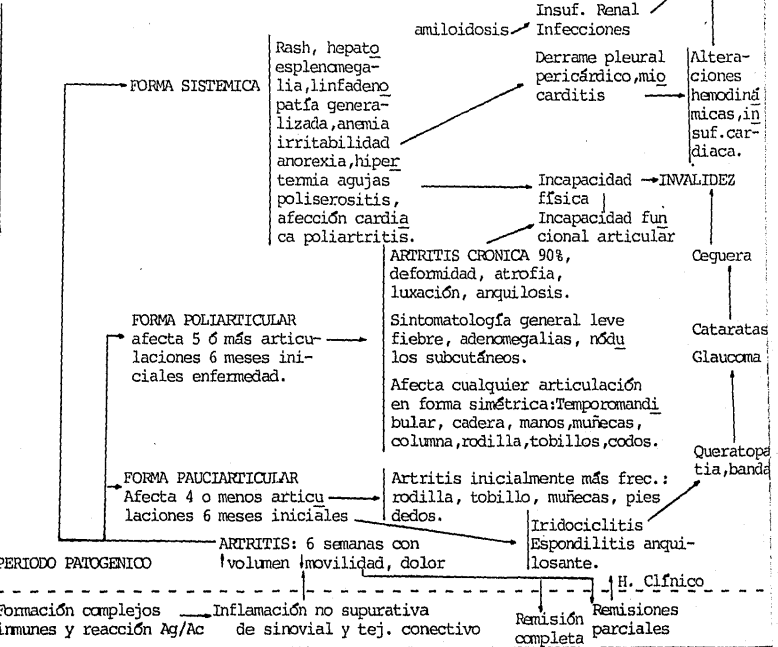 Insuf. Renal
amiloidosis Infecciones
Rash, hepato
esplenomega-
lia,linfadeno
patía genera-
lizada,anemia
irritabilidad
anorexia,hiper
termia agujas
poliserositis,
afección cardia
ca poliartritis.
FORMA SISTEMICA
Derrame pleural
pericárdico,mio
carditis
Altera-
ciones
hemodiná
micas,in
suf.car-
diaca.
Incapacidad
física
INVALIDEZ
Incapacidad fun
cional articular
ARTRITIS CRONICA 90%,
deformidad, atrofia,
luxación, anquilosis.
Ceguera
FORMA POLIARTICULAR
afecta 5 ó más articu-
laciones 6 meses ini-
ciales enfermedad.
Sintomatología general leve
fiebre, adenomegalias, nódu
los subcutáneos.
Cataratas
Glaucoma
Afecta cualquier articulación
en forma simétrica:Temporomandi
bular, cadera, manos,muñecas,
columna,rodilla,tobillos,codos.
Queratopa
tia,banda
FORMA PAUCIARTICULAR
Afecta 4 o menos articu
laciones 6 meses iniciales
Artritis inicialmente más frec.:
rodilla, tobillo, muñecas, pies
dedos.
Iridociclitis
Espondilitis anqui-
losante.
ARTRITIS: 6 semanas con
↑volumen ↓movilidad, dolor
PERIODO PATOGENICO
H. Clínico
Formación complejos
inmunes y reacción Ag/Ac
Inflamación no supurativa
de sinovial y tej. conectivo
Remisión
completa
Remisiones
parciales